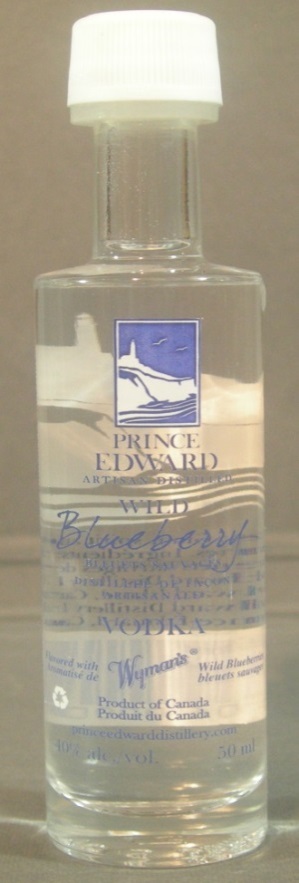 PRINCE
EDWARD
ARTISAN DISTILLED
WILD
Blueberry
VODKA
Flavored with Wyman's® Wild Blueberries
aromatisé de bleuets sauvages
Product of Canada
Produit du Canada
princeedwarddistillery.com
40% alc./vol. 50 ml